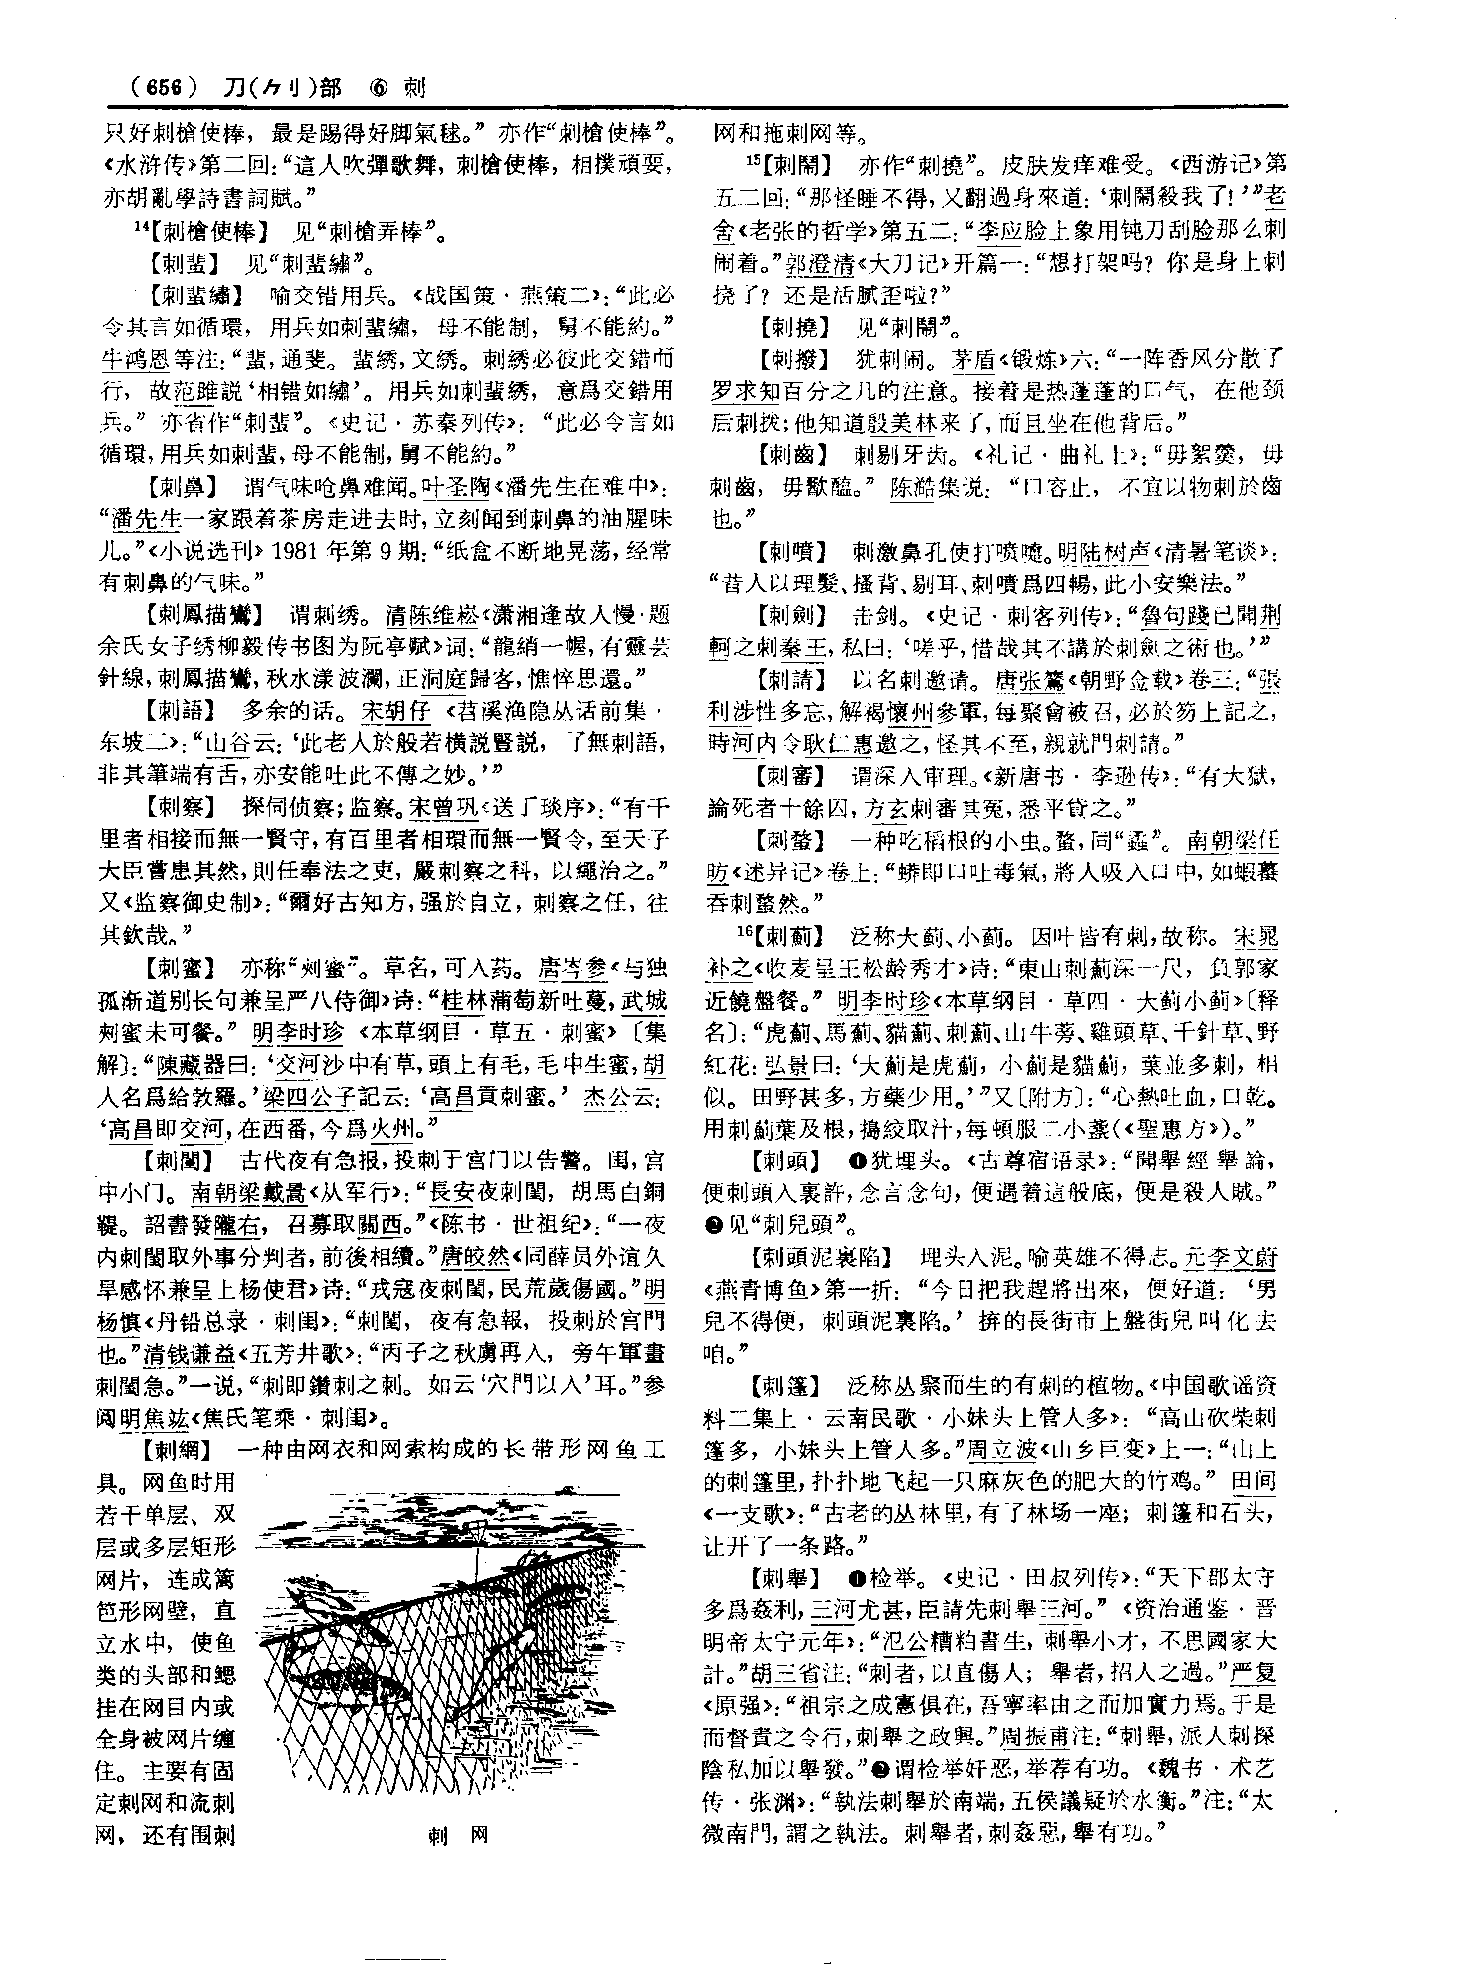 （656） 刀(⺈刂)部 ⑥ 刺
只好刺槍使棒，最是踢得好脚氣毬。”亦作“刺槍使棒”。
《水浒传》第二回：“這人吹彈歌舞，刺槍使棒，相撲頑耍，
亦胡亂學詩書詞賦。”
14【刺槍使棒】 见“刺槍弄棒”。
【刺蜚】 见“刺蜚繡”。
【刺蜚繡】 喻交错用兵。《战国策·燕策二》：“此必
令其言如循環，用兵如刺蜚繡，母不能制，舅不能約。”
牛鸿恩等注：“蜚，通斐。蜚綉，文綉。刺綉必彼此交錯而
行，故范雎説‘相错如繡’。用兵如刺蜚綉，意爲交錯用
兵。”亦省作“刺蜚”。《史记·苏秦列传》：“此必令言如
循環，用兵如刺蜚，母不能制，舅不能約。”
【刺鼻】 谓气味呛鼻难闻。叶圣陶《潘先生在难中》：
“潘先生一家跟着茶房走进去时，立刻闻到刺鼻的油腥味
儿。”《小说选刊》1981年第9期：“纸盒不断地晃荡，经常
有刺鼻的气味。”
【刺鳳描鸞】 谓刺绣。清陈维崧《潇湘逢故人慢·题
余氏女子绣柳毅传书图为阮亭赋》词：“龍綃一幄，有靈芸
針線，刺鳳描鸞，秋水漾波瀾，正洞庭歸客，憔悴思還。”
【刺語】 多余的话。宋胡仔《苕溪渔隐丛话前集·
东坡二》：“山谷云：‘此老人於般若横説豎説，了無刺語，
非其筆端有舌，亦安能吐此不傳之妙。’”
【刺察】 探伺侦察；监察。宋曾巩《送丁琰序》：“有千
里者相接而無一賢守，有百里者相環而無一賢令，至天子
大臣嘗患其然，則任奉法之吏，嚴刺察之科，以繩治之。”
又《监察御史制》：“爾好古知方，强於自立，刺察之任，往
其欽哉。”
【刺蜜】 亦称“刾蜜”。草名，可入药。唐岑参《与独
孤渐道别长句兼呈严八侍御》诗：“桂林蒲萄新吐蔓，武城
刾蜜未可餐。”明李时珍《本草纲目·草五·刺蜜》〔集
解〕：“陳藏器曰：‘交河沙中有草，頭上有毛，毛中生蜜，胡
人名爲給敦羅。’梁四公子記云：‘高昌貢刺蜜。’杰公云：
‘高昌即交河，在西番，今爲火州。”
【刺閨】 古代夜有急报，投刺于宫门以告警。闺，宫
中小门。南朝梁戴暠《从军行》：“長安夜刺閨，胡馬白銅
鞮。詔書發隴右，召募取關西。”《陈书·世祖纪》：“一夜
内刺閨取外事分判者，前後相續。”唐皎然《同薛员外谊久
旱感怀兼呈上杨使君》诗：“戎寇夜刺閨，民荒歲傷國。”明
杨慎《丹铅总录·刺闺》：“刺閨，夜有急報，投刺於宫門
也。”清钱谦益《五芳井歌》：“丙子之秋虜再入，旁午軍書
刺閨急。”一说，“刺即鑽刺之刺。如云‘穴門以入’耳。”参
阅明焦竑《焦氏笔乘·刺闺》。
【刺網】 一种由网衣和网索构成的长带形网鱼工
具。网鱼时用
若干单层、双
层或多层矩形
网片，连成篱
笆形网壁，直
立水中，使鱼
类的头部和鳃
挂在网目内或
全身被网片缠
住。主要有固
定刺网和流刺
网，还有围刺
刺 网
网和拖刺网等。
15【刺鬧】 亦作“刺撓”。皮肤发痒难受。《西游记》第
五二回：“那怪睡不得，又翻過身來道：‘刺鬧殺我了！’”老
舍《老张的哲学》第五二：“李应脸上象用钝刀刮脸那么刺
闹着。”郭澄清《大刀记》开篇一：“想打架吗？你是身上刺
挠了？还是活腻歪啦？”
【刺撓】 见“刺鬧”。
【刺撥】 犹刺闹。茅盾《锻炼》六：“一阵香风分散了
罗求知百分之几的注意。接着是热蓬蓬的口气，在他颈
后刺拨；他知道殷美林来了，而且坐在他背后。”
【刺齒】 刺剔牙齿。《礼记·曲礼上》：“毋絮羹，毋
刺齒，毋歠醢。”陈澔集说：“口容止，不宜以物刺於齒
也。”
【刺噴】 刺激鼻孔使打喷嚏。明陆树声《清暑笔谈》：
“昔人以理髮、搔背、剔耳、刺噴爲四暢，此小安樂法。”
【刺劍】 击剑。《史记·刺客列传》：“魯句踐已聞荆
軻之刺秦王，私曰：‘嗟乎，惜哉其不講於刺劍之術也。’”
【刺請】 以名刺邀请。唐张鷟《朝野佥载》卷三：“張
利涉性多忘，解褐懷州參軍，每聚會被召，必於笏上記之，
時河内令耿仁惠邀之，怪其不至，親就門刺請。”
【刺審】 谓深入审理。《新唐书·李逊传》：“有大獄，
論死者十餘囚，方玄刺審其冤，悉平貸之。”
【刺蝥】 一种吃稻根的小虫。蝥，同“蟊”。南朝梁任
昉《述异记》卷上：“蟒即口吐毒氣，將人吸入口中，如蝦蟇
吞刺蝥然。”
16【刺薊】 泛称大蓟、小蓟。因叶皆有刺，故称。宋晁
补之《收麦呈王松龄秀才》诗：“東山刺薊深一尺，負郭家
近饒盤餐。”明李时珍《本草纲目·草四·大蓟小蓟》〔释
名〕：“虎薊、馬薊、貓薊、刺薊、山牛蒡、雞頭草、千針草、野
紅花：弘景曰：‘大薊是虎薊，小薊是貓薊，葉並多刺，相
似。田野甚多，方藥少用。’”又〔附方〕：“心熱吐血，口乾。
用刺薊葉及根，搗絞取汁，每頓服二小盞（《聖惠方》）。”
【刺頭】 ❶犹埋头。《古尊宿语录》：“聞舉經舉論，
便刺頭入裏許，念言念句，便遇着這般底，便是殺人賊。”
❷见“刺兒頭”。
【刺頭泥裏陷】 埋头入泥。喻英雄不得志。元李文蔚
《燕青博鱼》第一折：“今日把我趕將出來，便好道：‘男
兒不得便，刺頭泥裏陷。’拚的長街市上盤街兒叫化去
咱。”
【刺篷】 泛称丛聚而生的有刺的植物。《中国歌谣资
料二集上·云南民歌·小妹头上管人多》：“高山砍柴刺
篷多，小妹头上管人多。”周立波《山乡巨变》上一：“山上
的刺篷里，扑扑地飞起一只麻灰色的肥大的竹鸡。”田间
《一支歌》：“古老的丛林里，有了林场一座；刺篷和石头，
让开了一条路。”
【刺舉】 ❶检举。《史记·田叔列传》：“天下郡太守
多爲姦利，三河尤甚，臣請先刺舉三河。”《资治通鉴·晋
明帝太宁元年》：“氾公糟粕書生，刺舉小才，不思國家大
計。”胡三省注：“刺者，以直傷人；舉者，招人之過。”严复
《原强》：“祖宗之成憲俱在，吾寧率由之而加實力焉。于是
而督責之令行，刺舉之政興。”周振甫注：“刺舉，派人刺探
陰私加以舉發。”❷谓检举奸恶，举荐有功。《魏书·术艺
传·张渊》：“執法刺舉於南端，五侯議疑於水衡。”注：“太
微南門，謂之執法。刺舉者，刺姦惡，舉有功。”